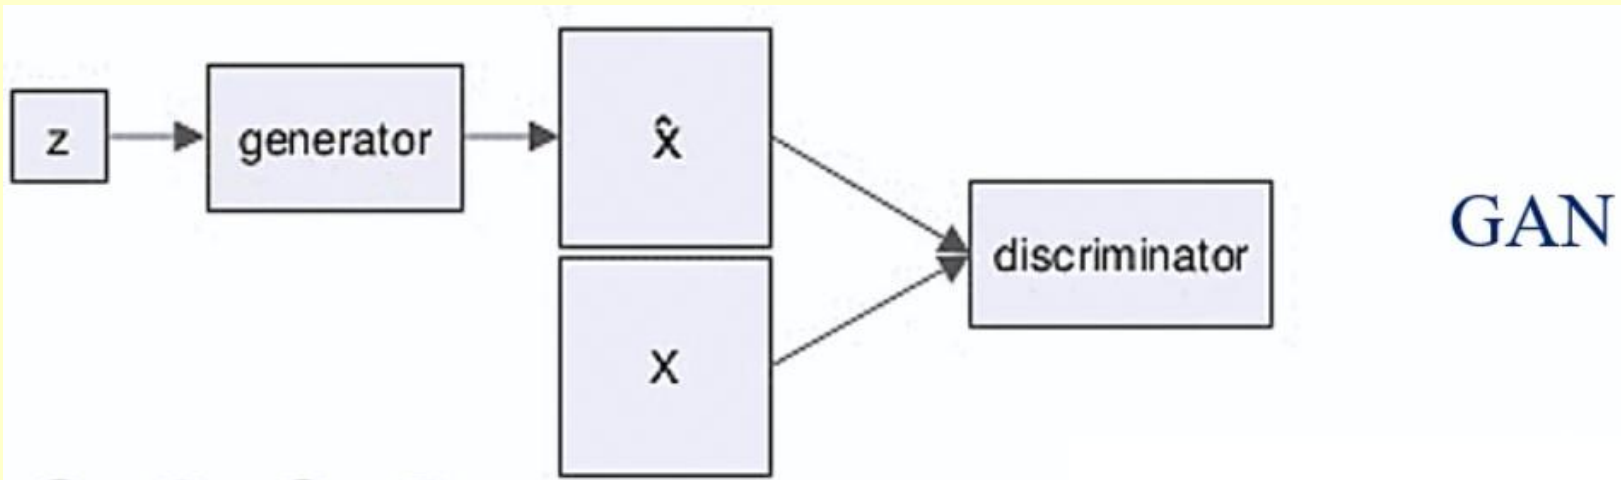 z
generator
x̂
discriminator
GAN
x